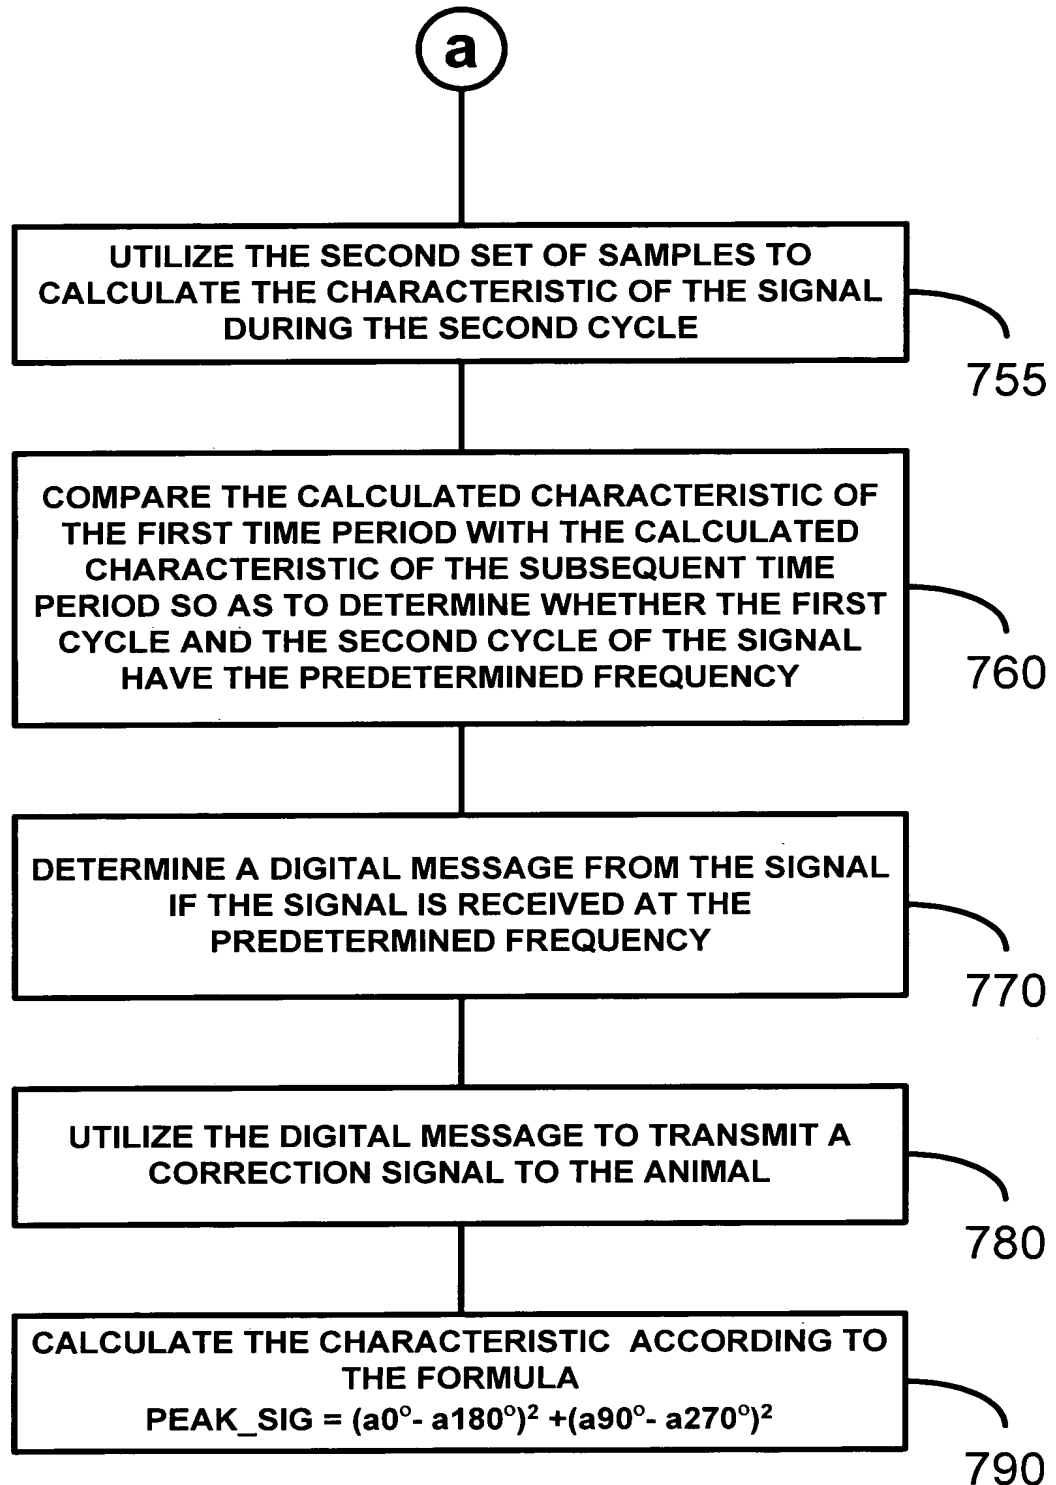 a
UTILIZE THE SECOND SET OF SAMPLES TO
CALCULATE THE CHARACTERISTIC OF THE SIGNAL
DURING THE SECOND CYCLE
755
COMPARE THE CALCULATED CHARACTERISTIC OF
THE FIRST TIME PERIOD WITH THE CALCULATED
CHARACTERISTIC OF THE SUBSEQUENT TIME
PERIOD SO AS TO DETERMINE WHETHER THE FIRST
CYCLE AND THE SECOND CYCLE OF THE SIGNAL
HAVE THE PREDETERMINED FREQUENCY
760
DETERMINE A DIGITAL MESSAGE FROM THE SIGNAL
IF THE SIGNAL IS RECEIVED AT THE
PREDETERMINED FREQUENCY
770
UTILIZE THE DIGITAL MESSAGE TO TRANSMIT A
CORRECTION SIGNAL TO THE ANIMAL
780
CALCULATE THE CHARACTERISTIC ACCORDING TO
THE FORMULA
PEAK_SIG = (a0º- a180º)² +(a90º- a270º)²
790